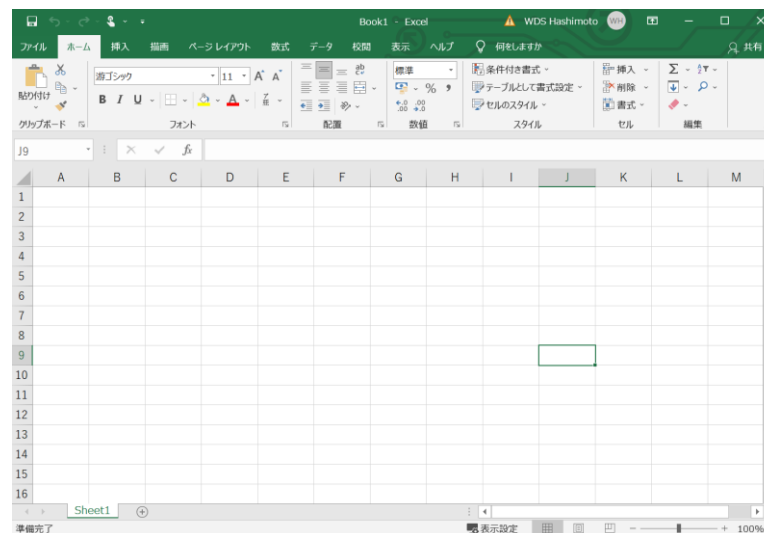 Book1 - Excel
WDS Hashimoto
WH
ファイル ホーム 挿入 描画 ページ レイアウト 数式 データ 校閲 表示 ヘルプ 何をしますか 共有
貼り付け
游ゴシック 11 A A
B I U A
標準
% 9
条件付き書式
テーブルとして書式設定
セルのスタイル
挿入
削除
書式
Σ
クリップボード フォント 配置 数値 スタイル セル 編集
J9 fx
A B C D E F G H I J K L M
1
2
3
4
5
6
7
8
9
10
11
12
13
14
15
16
Sheet1
準備完了 表示設定 - + 100%